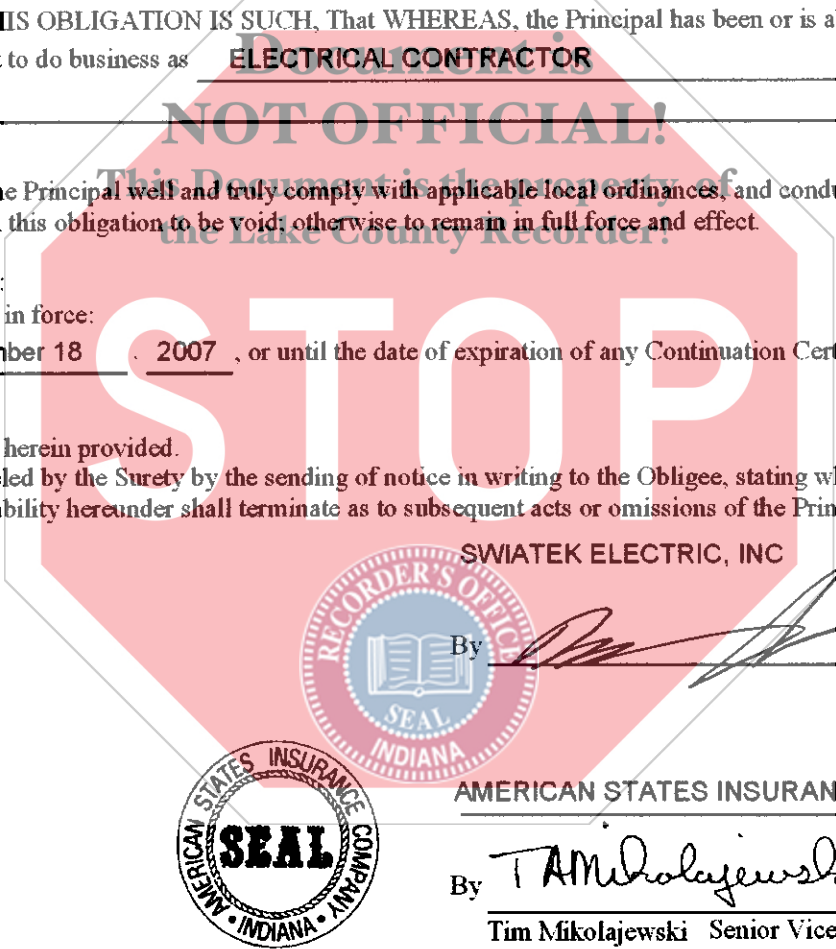 IS OBLIGATION IS SUCH, That WHEREAS, the Principal has been or is a
to do business as ELECTRICAL CONTRACTOR
Document is
NOT OFFICIAL!
This Document is the property of
the Lake County Recorder!
e Principal well and truly comply with applicable local ordinances, and condu
this obligation to be void; otherwise to remain in full force and effect.
:
in force:
ber 18 , 2007 , or until the date of expiration of any Continuation Cert
STOP
herein provided.
led by the Surety by the sending of notice in writing to the Obligee, stating wh
bility hereunder shall terminate as to subsequent acts or omissions of the Prin
SWIATEK ELECTRIC, INC
RECORDER'S OFFICE
SEAL
INDIANA
By
AMERICAN STATES INSURANCE COMPANY
SEAL
INDIANA
AMERICAN STATES INSURAN
By TAMikolajewski
Tim Mikolajewski Senior Vice